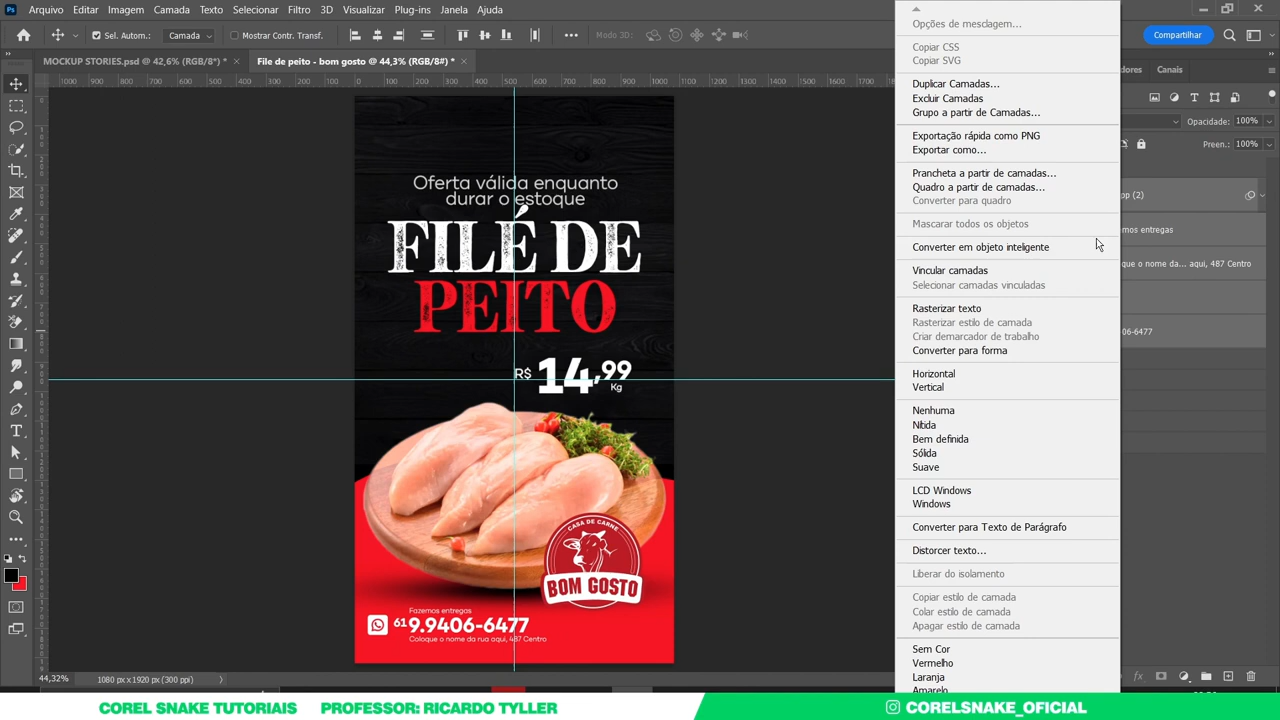 Arquivo Editar Imagem Camada Texto Selecionar Filtro 3D Visualizar Plug-ins Janela Ajuda
Sel. Autom.: Camada Mostrar Contr. Transf. Modo 3D: Compartilhar
MOCKUP STORIES.psd @ 42,6% (RGB/8*) * File de peito - bom gosto @ 44,3% (RGB/8#) *
Canais
Opções de mesclagem...
Copiar CSS
Copiar SVG
Duplicar Camadas...
Excluir Camadas
Grupo a partir de Camadas...
Exportação rápida como PNG
Exportar como...
Prancheta a partir de camadas...
Quadro a partir de camadas...
Converter para quadro
Mascarar todos os objetos
Converter em objeto inteligente
Vincular camadas
Selecionar camadas vinculadas
Rasterizar texto
Rasterizar estilo de camada
Criar demarcador de trabalho
Converter para forma
Horizontal
Vertical
Nenhuma
Nítida
Bem definida
Sólida
Suave
LCD Windows
Windows
Converter para Texto de Parágrafo
Distorcer texto...
Liberar do isolamento
Copiar estilo de camada
Colar estilo de camada
Apagar estilo de camada
Sem Cor
Vermelho
Laranja
Amarelo
Opacidade: 100%
Preen.: 100%
pp (2)
mos entregas
que o nome da... aqui, 487 Centro
06-6477
Oferta válida enquanto
durar o estoque
FILÉ DE
PEITO
R$ 14,99
Kg
CASA DE CARNE
BOM GOSTO
Fazemos entregas
61 9.9406-6477
Coloque o nome da rua aqui, 487 Centro
44,32% 1080 px x 1920 px (300 ppi)
COREL SNAKE TUTORIAIS PROFESSOR: RICARDO TYLLER CORELSNAKE_OFICIAL